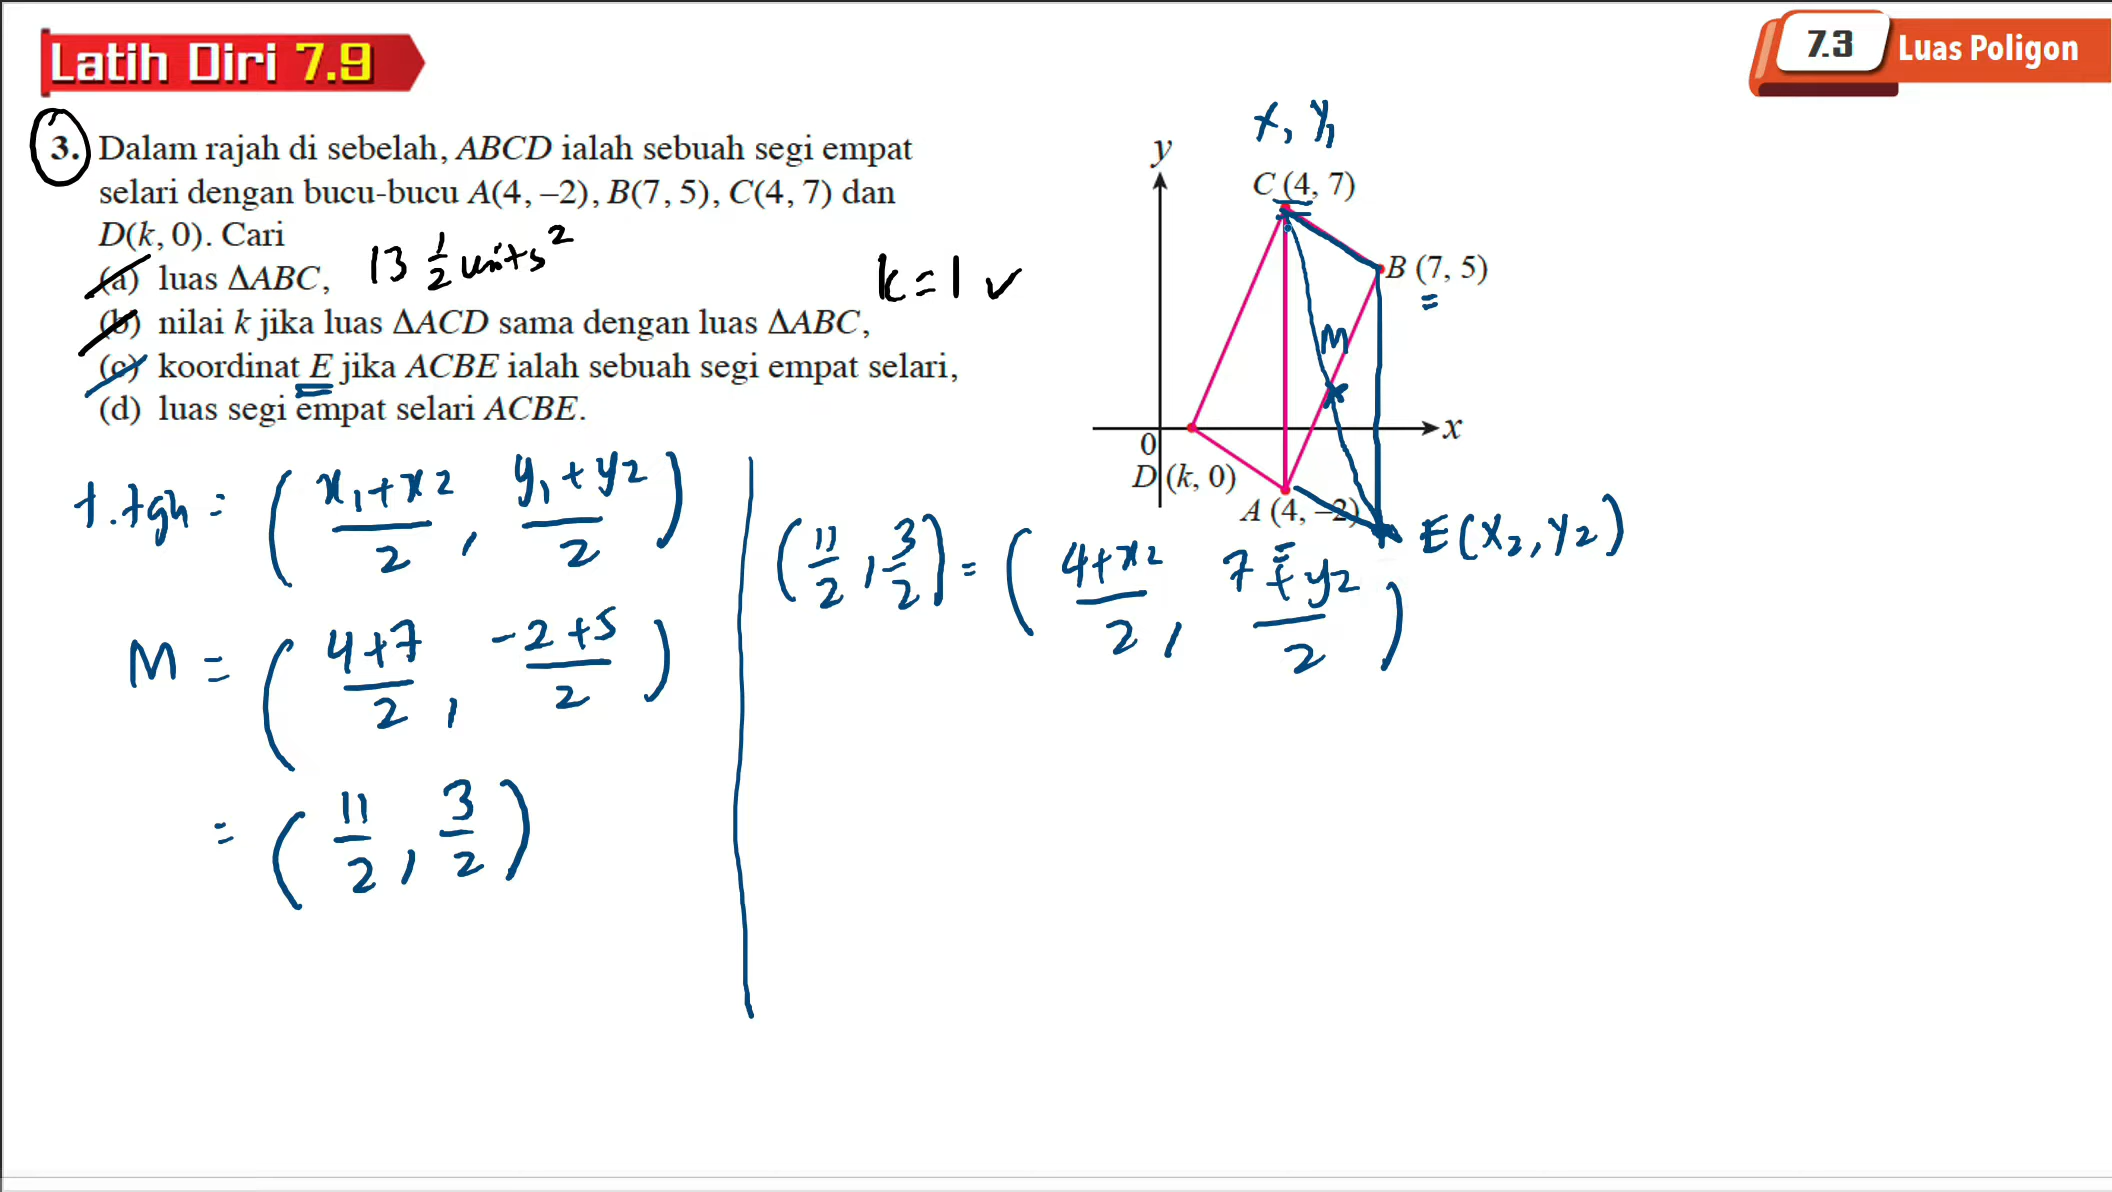 Latih Diri 7.9
7.3 Luas Poligon
3. Dalam rajah di sebelah, ABCD ialah sebuah segi empat
selari dengan bucu-bucu A(4, –2), B(7, 5), C(4, 7) dan
D(k, 0). Cari
(a) luas ΔABC, 13 1/2 units²
k = 1 ✓
(b) nilai k jika luas ΔACD sama dengan luas ΔABC,
(c) koordinat E jika ACBE ialah sebuah segi empat selari,
(d) luas segi empat selari ACBE.
x₁ y₁
y
C (4, 7)
B (7, 5)
M
x
0
D (k, 0)
A (4, –2)
E(x₂, y₂)
t.tgh = (x₁+x₂/2, y₁+y₂/2)
M = (4+7/2, -2+5/2)
= (11/2, 3/2)
(11/2, 3/2) = (4+x₂/2, 7+y₂/2)